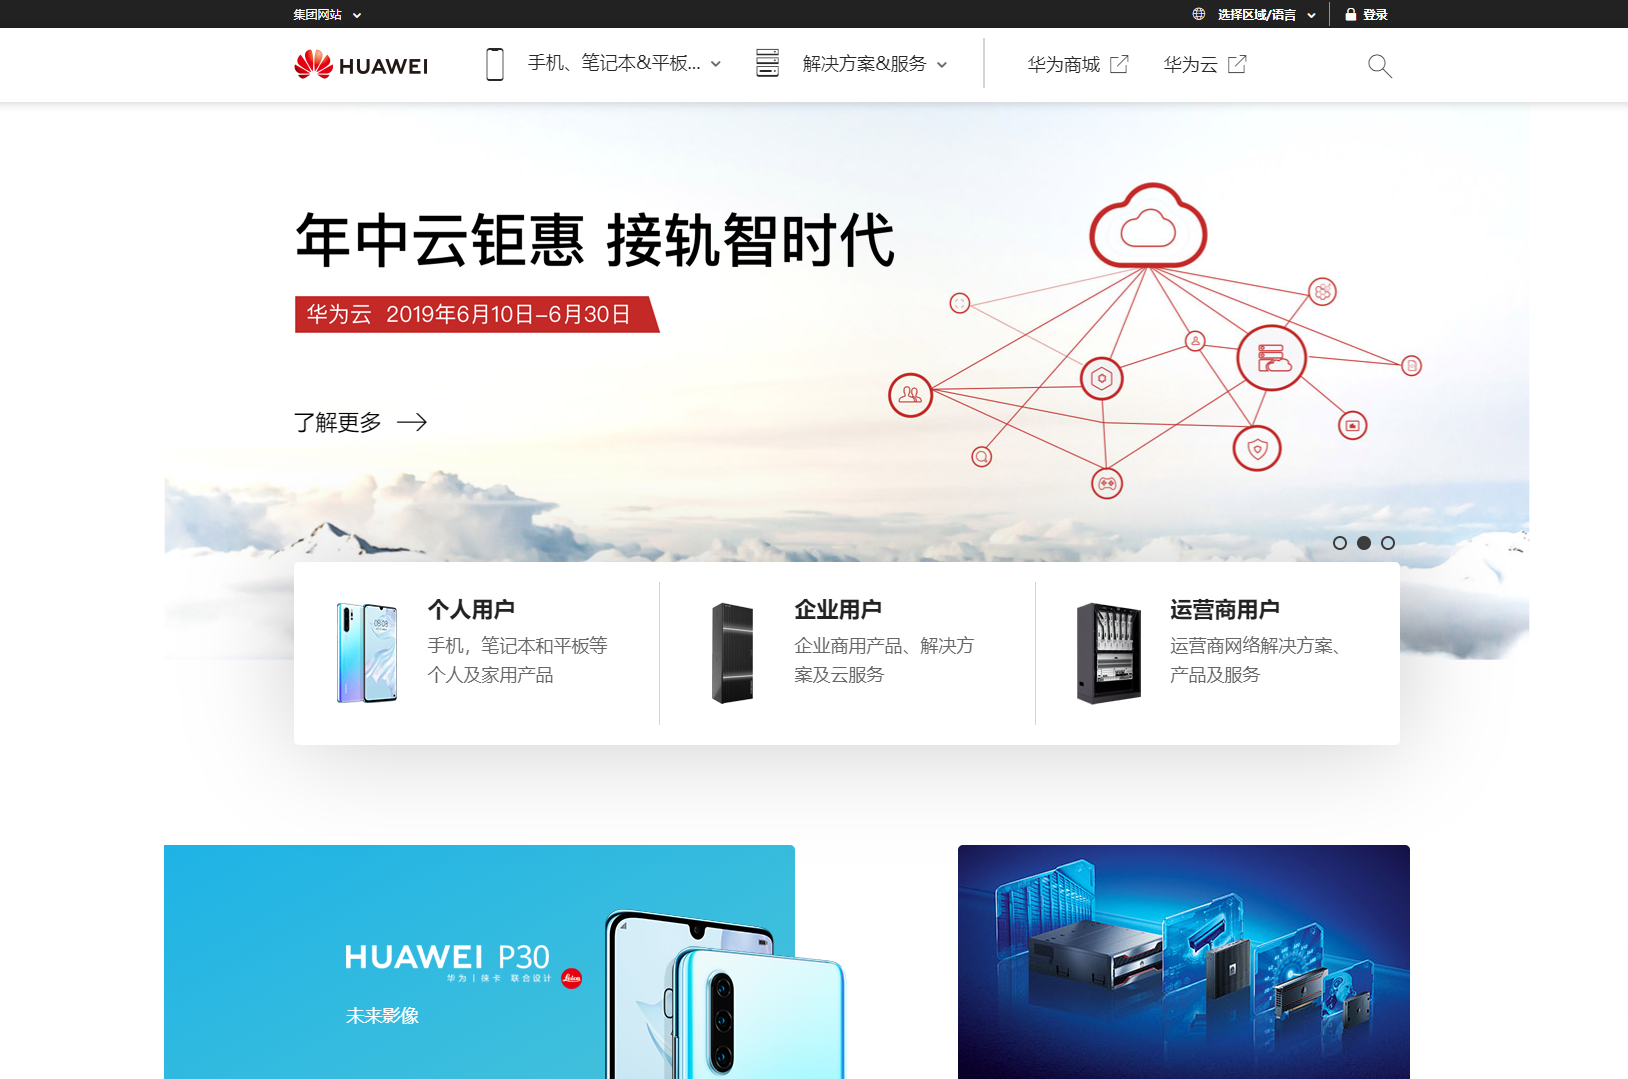 集团网站
选择区域/语言
登录
HUAWEI
手机、笔记本&平板...
解决方案&服务
华为商城
华为云
年中云钜惠 接轨智时代
华为云 2019年6月10日-6月30日
了解更多
个人用户
手机，笔记本和平板等
个人及家用产品
企业用户
企业商用产品、解决方
案及云服务
运营商用户
运营商网络解决方案、
产品及服务
HUAWEI P30
华为 | 徕卡 联合设计
Leica
未来影像
08:08